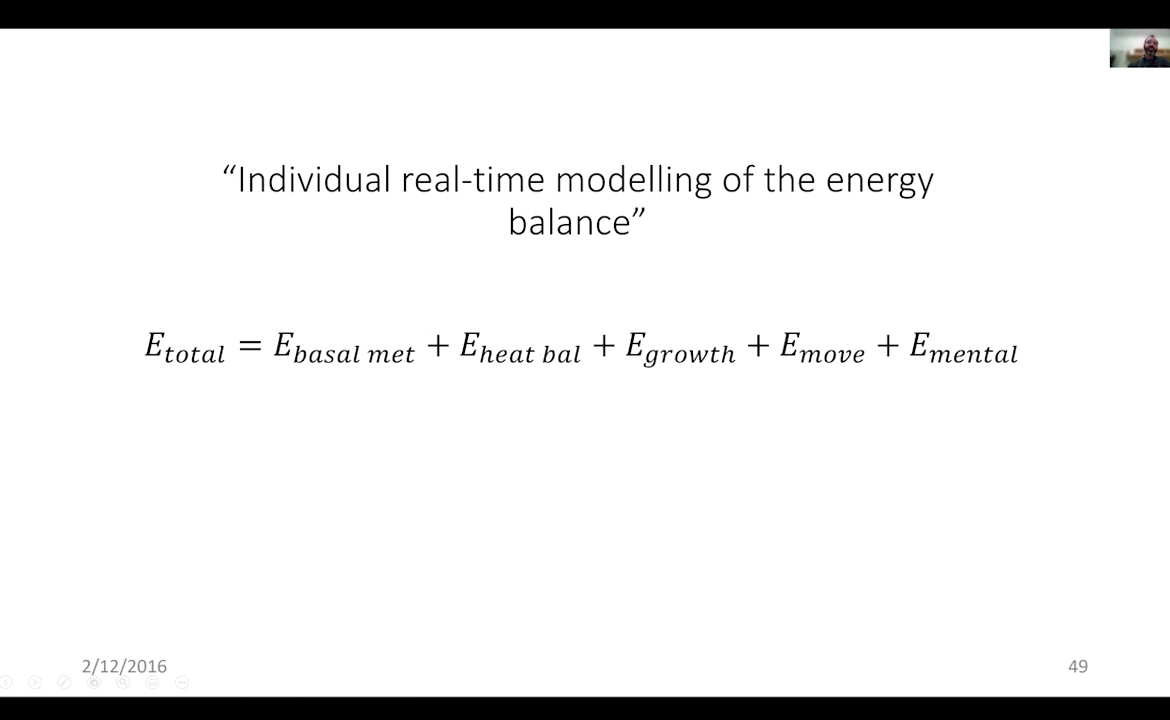 “Individual real-time modelling of the energy
balance”
E_total = E_basal met + E_heat bal + E_growth + E_move + E_mental
2/12/2016
49